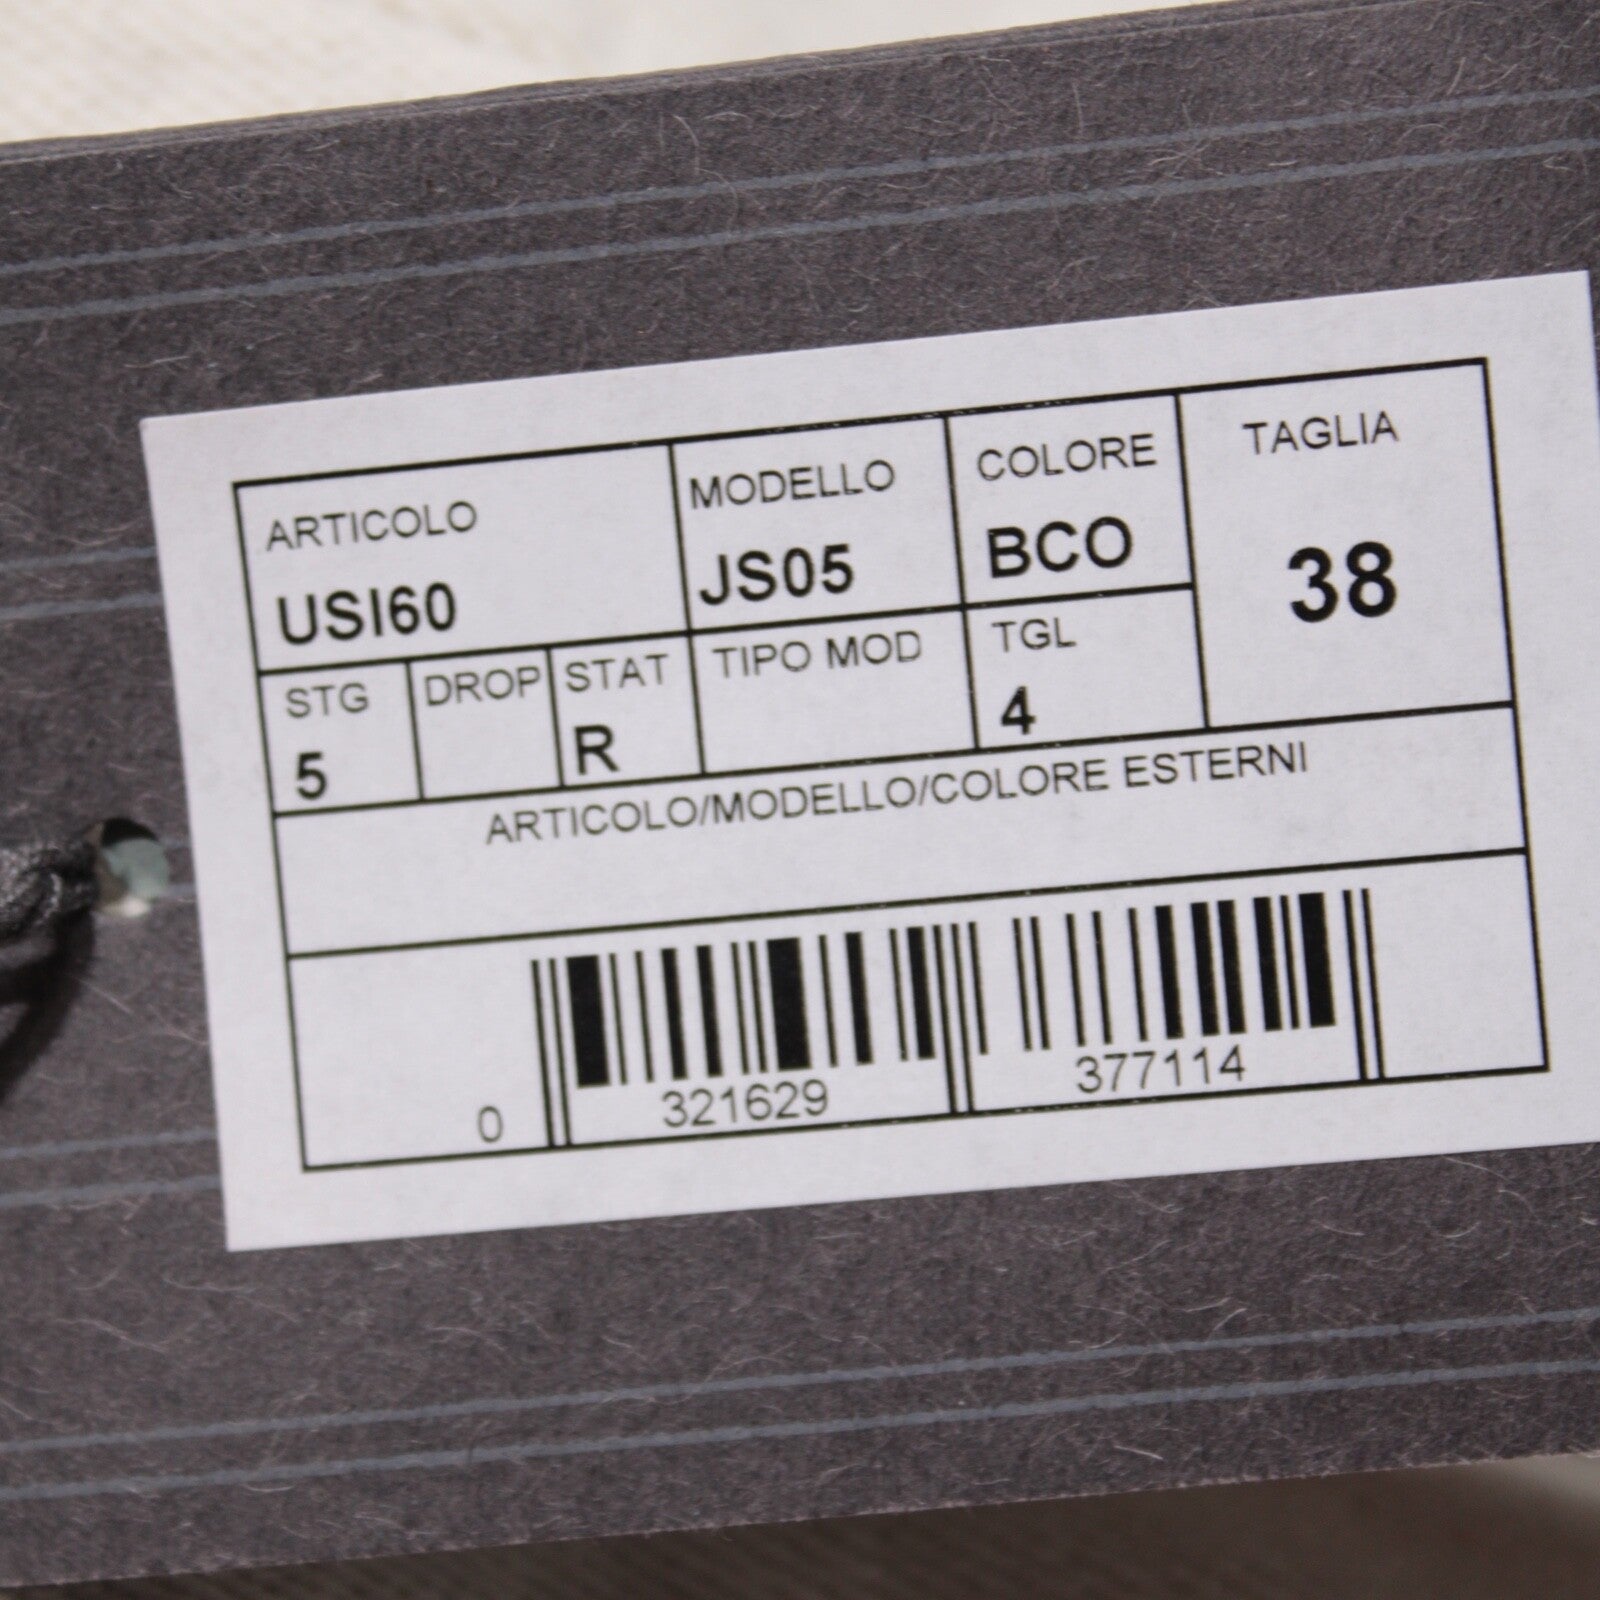 ARTICOLO MODELLO COLORE TAGLIA
USI60 JS05 BCO 38
STG DROP STAT TIPO MOD TGL
5 R 4
ARTICOLO/MODELLO/COLORE ESTERNI
0 321629 377114